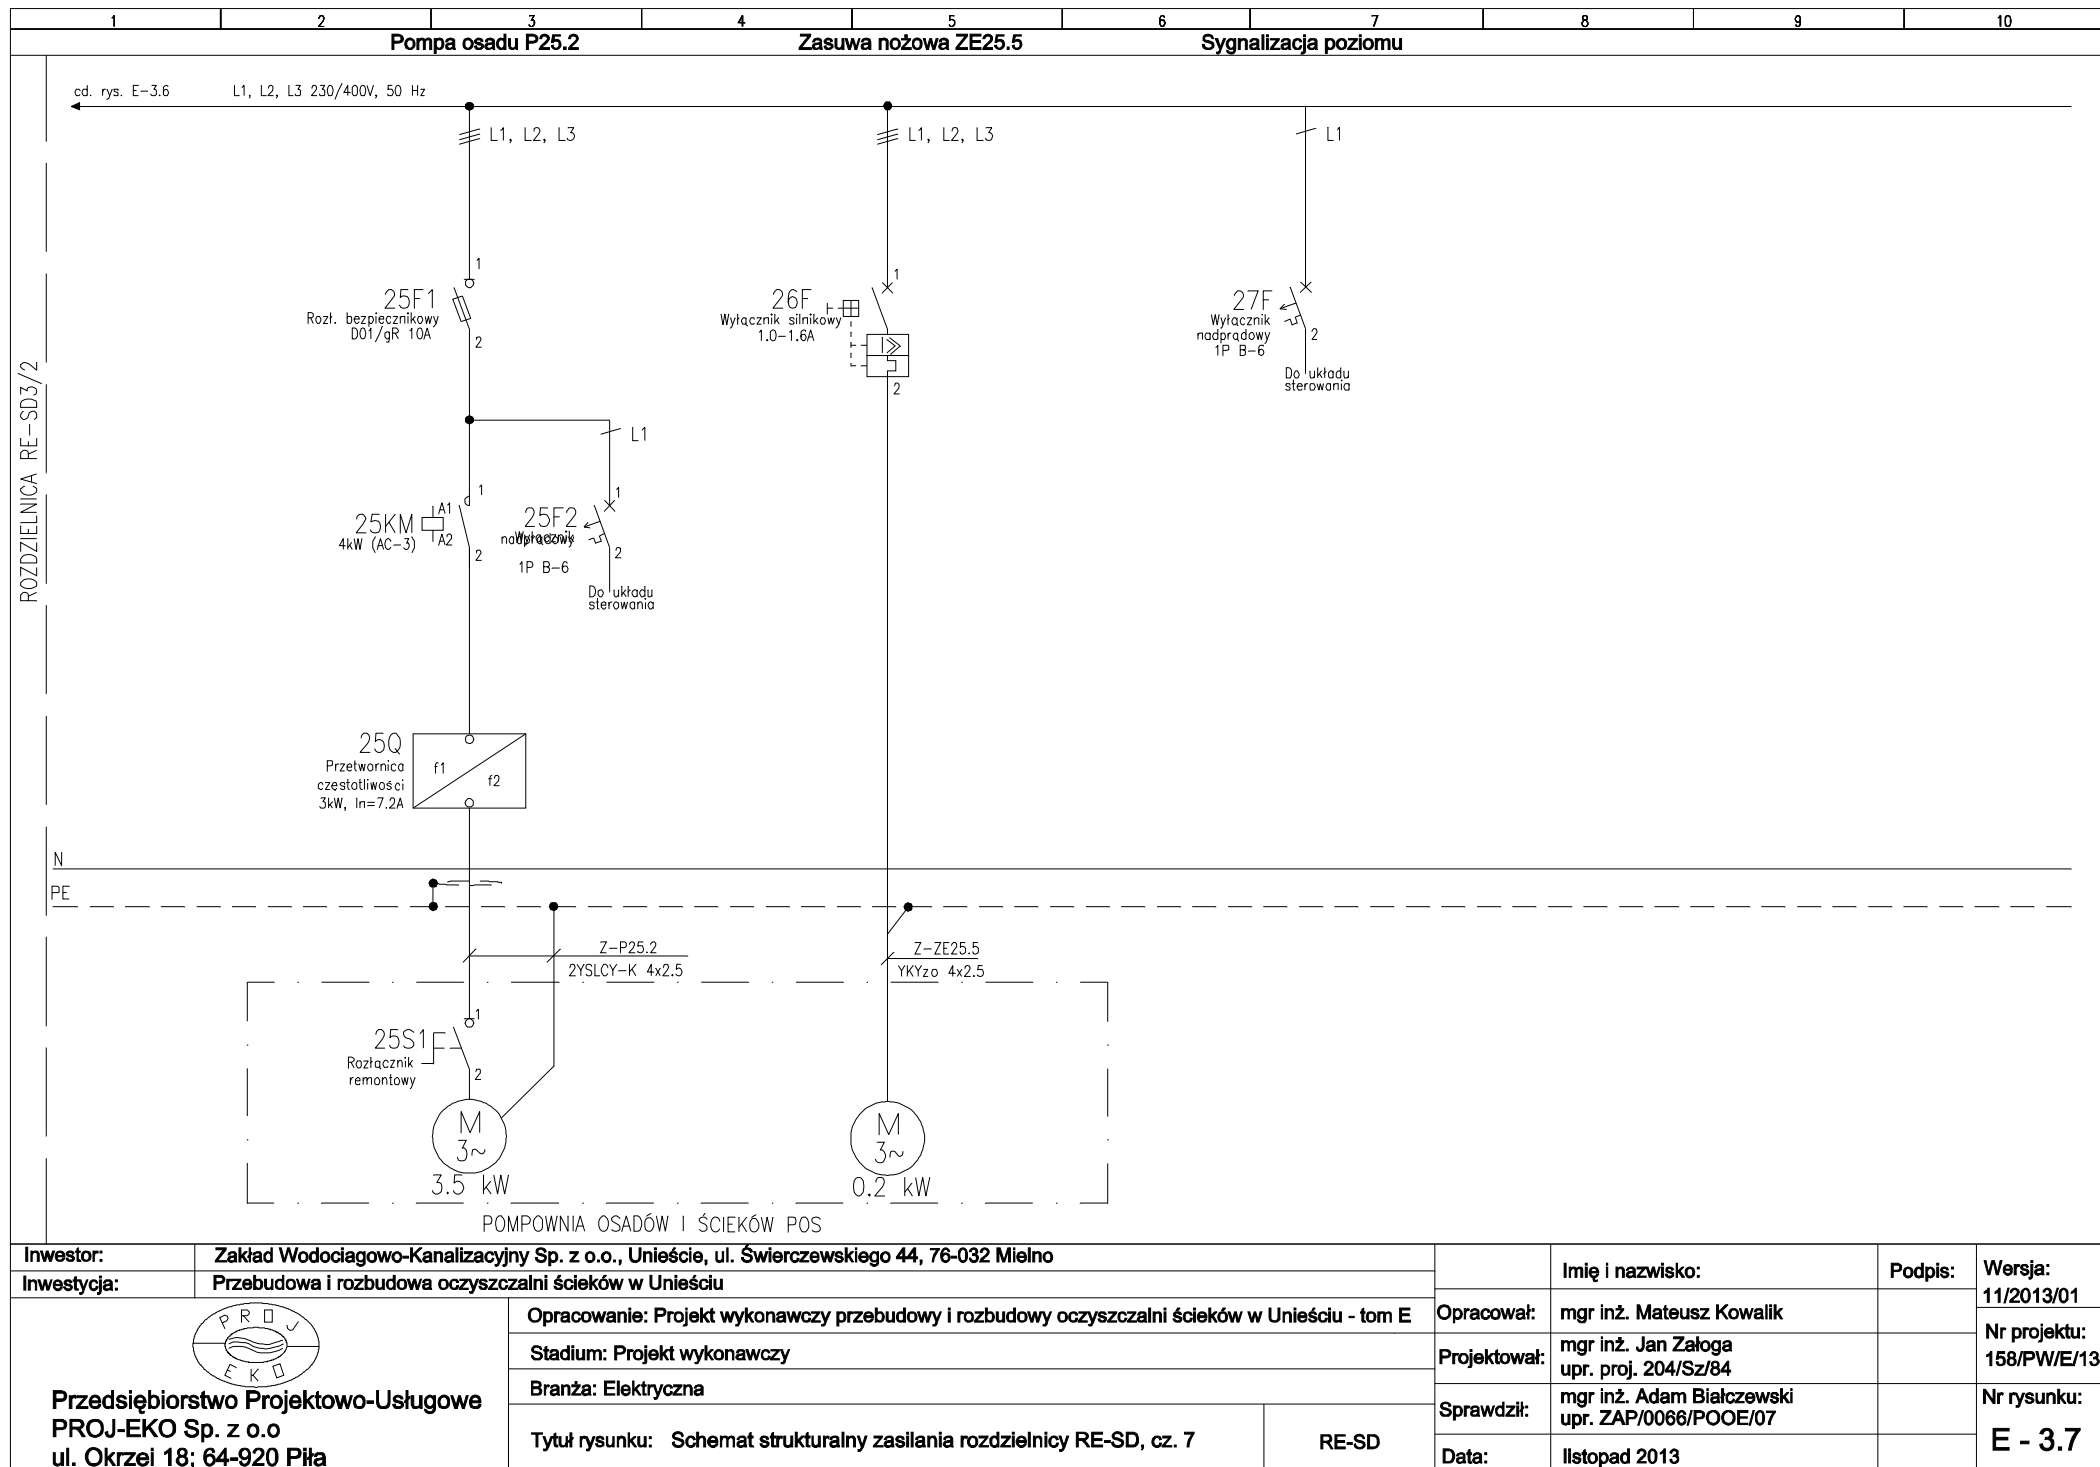 1 2 3 4 5 6 7 8 9 10
Pompa osadu P25.2
Zasuwa nożowa ZE25.5
Sygnalizacja poziomu
cd. rys. E-3.6
L1, L2, L3 230/400V, 50 Hz
L1, L2, L3
L1, L2, L3
L1
1
25F1
Rozł. bezpiecznikowy
D01/gR 10A
2
1
26F
Wyłącznik silnikowy
1.0-1.6A
I>>
2
27F
Wyłącznik
nadprądowy
1P B-6
2
Do układu
sterowania
ROZDZIELNICA RE-SD3/2
L1
1
A1
25KM
4kW (AC-3)
A2
2
1
25F2
Wyłącznik
nadprądowy
1P B-6
2
Do układu
sterowania
25Q
Przetwornica
częstotliwości
3kW, In=7.2A
f1
f2
N
PE
Z-P25.2
2YSLCY-K 4x2.5
Z-ZE25.5
YKYżo 4x2.5
1
25S1
Rozłącznik
remontowy
2
M
3~
3.5 kW
M
3~
0.2 kW
POMPOWNIA OSADÓW I ŚCIEKÓW POS
Inwestor: Zakład Wodociagowo-Kanalizacyjny Sp. z o.o., Unieście, ul. Świerczewskiego 44, 76-032 Mielno
Inwestycja: Przebudowa i rozbudowa oczyszczalni ścieków w Unieściu
PROJ
EKO
Przedsiębiorstwo Projektowo-Usługowe
PROJ-EKO Sp. z o.o
ul. Okrzei 18; 64-920 Piła
Opracowanie: Projekt wykonawczy przebudowy i rozbudowy oczyszczalni ścieków w Unieściu - tom E
Stadium: Projekt wykonawczy
Branża: Elektryczna
Tytuł rysunku: Schemat strukturalny zasilania rozdzielnicy RE-SD, cz. 7
RE-SD
Imię i nazwisko:
Podpis:
Opracował: mgr inż. Mateusz Kowalik
Projektował: mgr inż. Jan Załoga
upr. proj. 204/Sz/84
Sprawdził: mgr inż. Adam Białczewski
upr. ZAP/0066/POOE/07
Data: listopad 2013
Wersja:
11/2013/01
Nr projektu:
158/PW/E/13
Nr rysunku:
E - 3.7